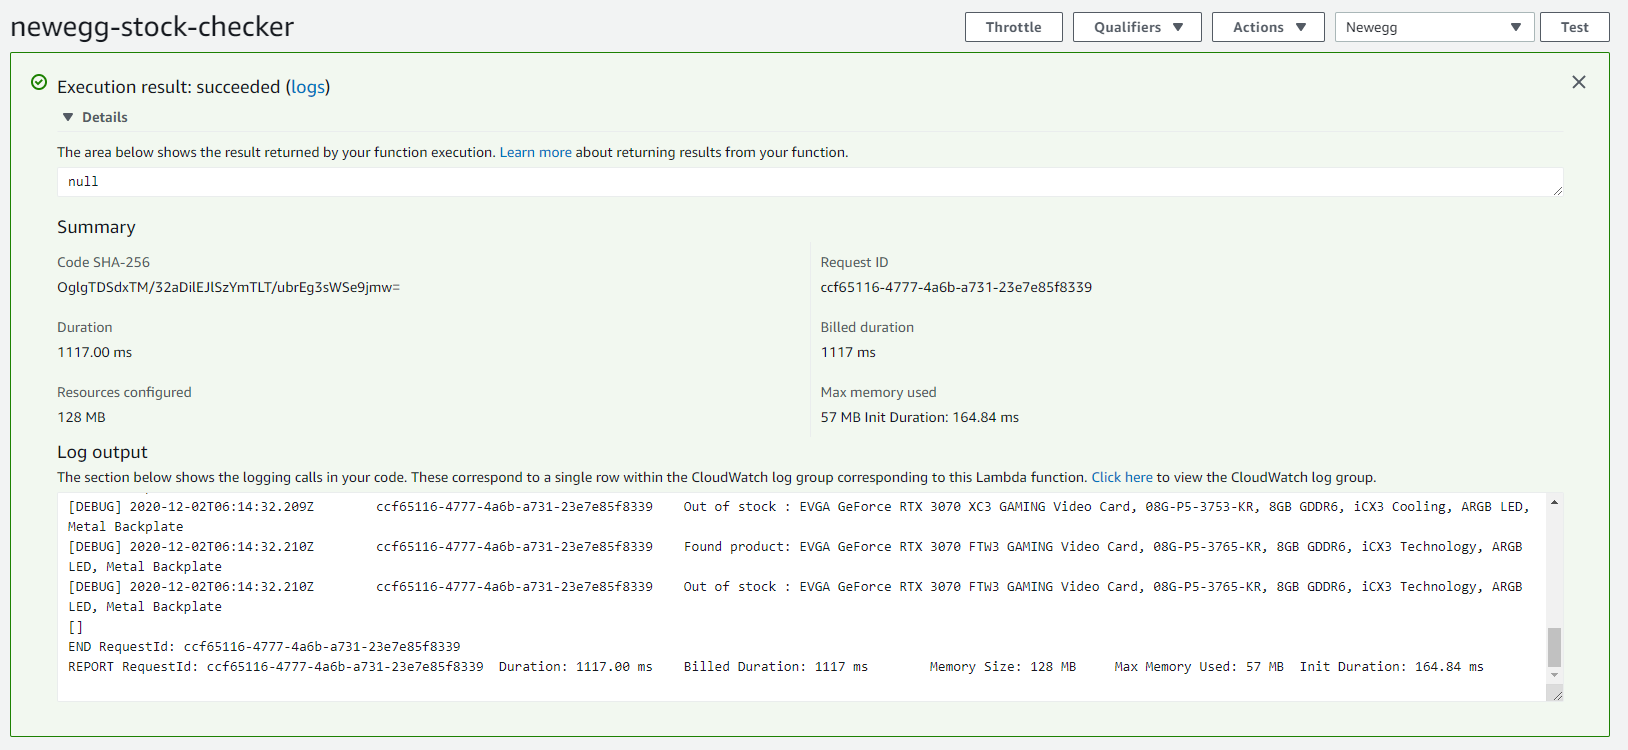 newegg-stock-checker
Throttle
Qualifiers
Actions
Newegg
Test
Execution result: succeeded (logs)
Details
The area below shows the result returned by your function execution. Learn more about returning results from your function.
null
Summary
Code SHA-256
OglgTDSdxTM/32aDilEJlSzYmTLT/ubrEg3sWSe9jmw=
Request ID
ccf65116-4777-4a6b-a731-23e7e85f8339
Duration
1117.00 ms
Billed duration
1117 ms
Resources configured
128 MB
Max memory used
57 MB Init Duration: 164.84 ms
Log output
The section below shows the logging calls in your code. These correspond to a single row within the CloudWatch log group corresponding to this Lambda function. Click here to view the CloudWatch log group.
[DEBUG] 2020-12-02T06:14:32.209Z ccf65116-4777-4a6b-a731-23e7e85f8339 Out of stock : EVGA GeForce RTX 3070 XC3 GAMING Video Card, 08G-P5-3753-KR, 8GB GDDR6, iCX3 Cooling, ARGB LED,
Metal Backplate
[DEBUG] 2020-12-02T06:14:32.210Z ccf65116-4777-4a6b-a731-23e7e85f8339 Found product: EVGA GeForce RTX 3070 FTW3 GAMING Video Card, 08G-P5-3765-KR, 8GB GDDR6, iCX3 Technology, ARGB
LED, Metal Backplate
[DEBUG] 2020-12-02T06:14:32.210Z ccf65116-4777-4a6b-a731-23e7e85f8339 Out of stock : EVGA GeForce RTX 3070 FTW3 GAMING Video Card, 08G-P5-3765-KR, 8GB GDDR6, iCX3 Technology, ARGB
LED, Metal Backplate
[]
END RequestId: ccf65116-4777-4a6b-a731-23e7e85f8339
REPORT RequestId: ccf65116-4777-4a6b-a731-23e7e85f8339 Duration: 1117.00 ms Billed Duration: 1117 ms Memory Size: 128 MB Max Memory Used: 57 MB Init Duration: 164.84 ms